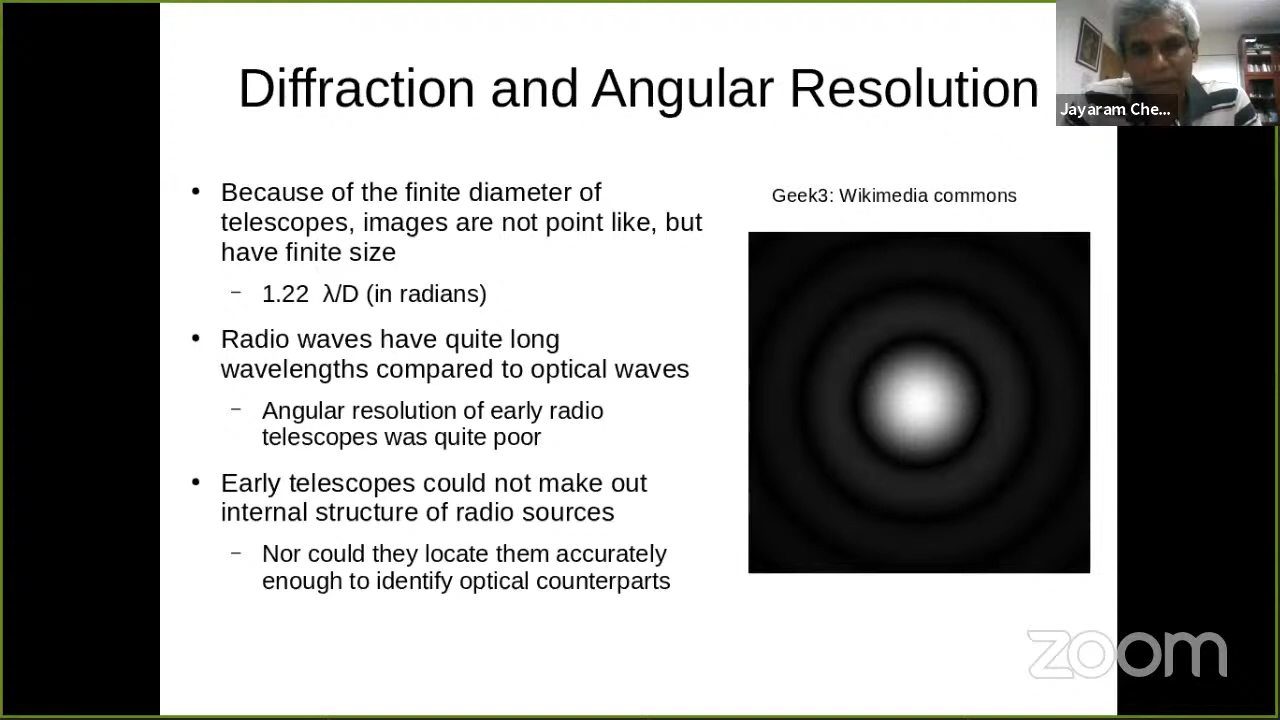 Diffraction and Angular Resolution
Jayaram Che...
• Because of the finite diameter of
telescopes, images are not point like, but
have finite size
– 1.22 λ/D (in radians)
• Radio waves have quite long
wavelengths compared to optical waves
– Angular resolution of early radio
telescopes was quite poor
• Early telescopes could not make out
internal structure of radio sources
– Nor could they locate them accurately
enough to identify optical counterparts
Geek3: Wikimedia commons
zoom